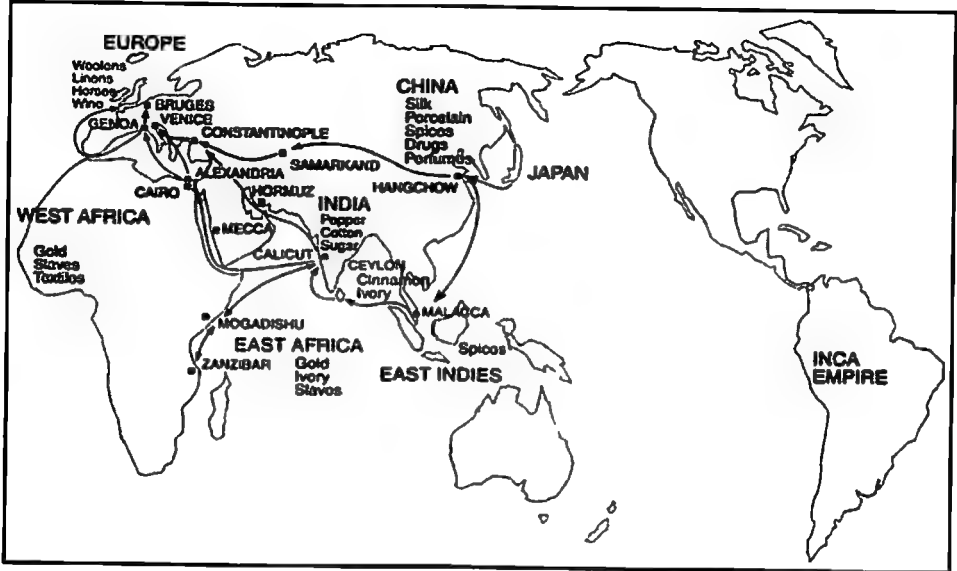 EUROPE
Woolens
Linens
Horses
Wine
BRUGES
VENICE
GENOA
CONSTANTINOPLE
SAMARKAND
CHINA
Silk
Porcelain
Spices
Drugs
Perfumes
HANGCHOW
JAPAN
ALEXANDRIA
CAIRO
HORMUZ
MECCA
INDIA
Pepper
Cotton
Sugar
CALICUT
CEYLON
Cinnamon
Ivory
WEST AFRICA
Gold
Slaves
Textiles
MALACCA
MOGADISHU
EAST AFRICA
Gold
Ivory
Slaves
ZANZIBAR
Spices
EAST INDIES
INCA
EMPIRE